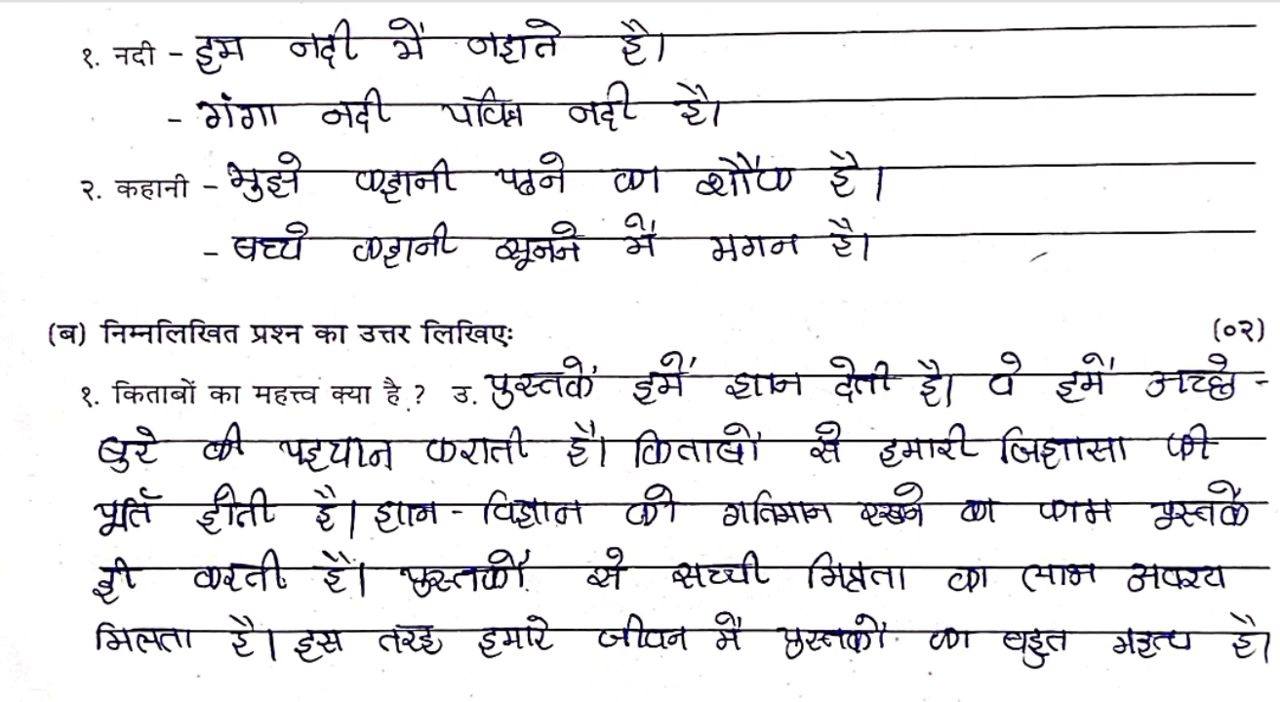 १. नदी - हम नदी में नहाते है।
- गंगा नदी पवित्र नदी है।
२. कहानी - मुझे कहानी पढने का शौक है।
- बच्चे कहानी सूनने में मगन है।
(ब) निम्नलिखित प्रश्न का उत्तर लिखिएः (०२)
१. किताबों का महत्त्व क्या है.? उ. पुस्तकें हमें ज्ञान देती है। वे हमें अच्छे-
बुरे की पहचान कराती है। किताबों से हमारी जिज्ञासा की
पूर्ति होती है। ज्ञान - विज्ञान को गतिमान रखने का काम पुस्तकें
ही करती हैं। पुस्तकों से सच्ची मित्रता का लाभ अवश्य
मिलता है। इस तरह हमारे जीवन में पुस्तकों का बहुत महत्व है।